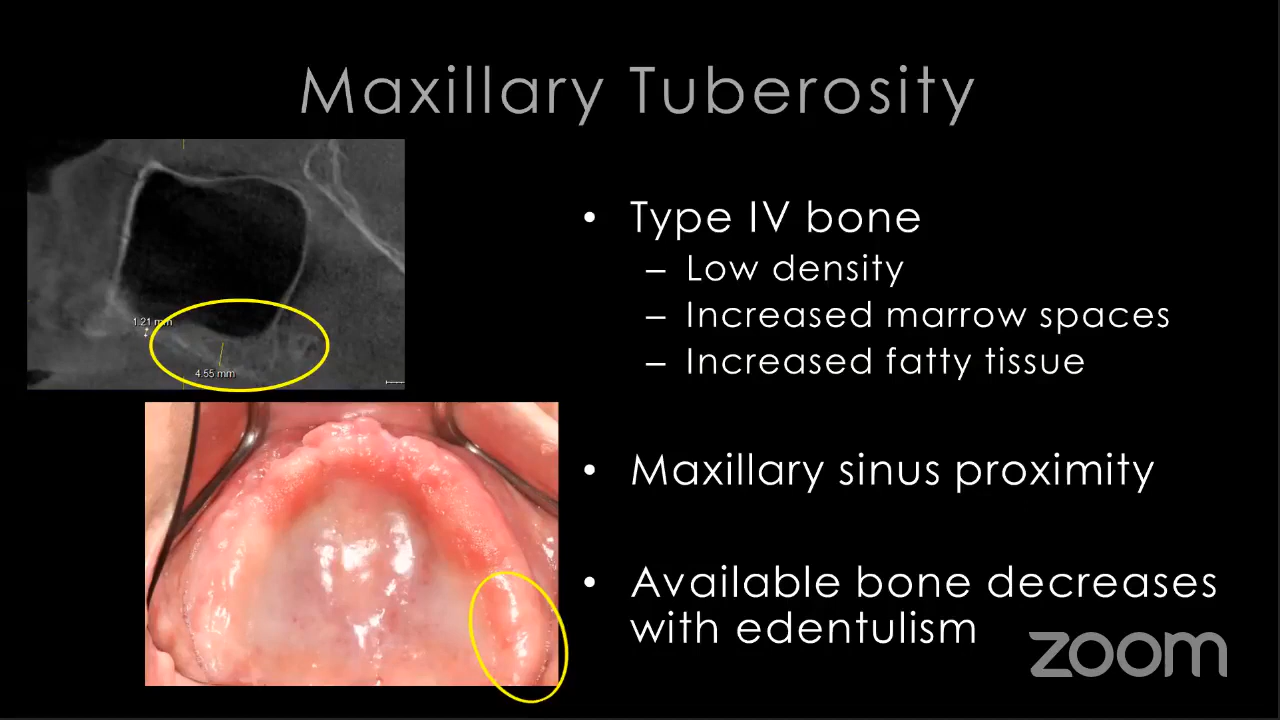 Maxillary Tuberosity
1.21 mm
4.55 mm
• Type IV bone
– Low density
– Increased marrow spaces
– Increased fatty tissue
• Maxillary sinus proximity
• Available bone decreases
with edentulism
zoom